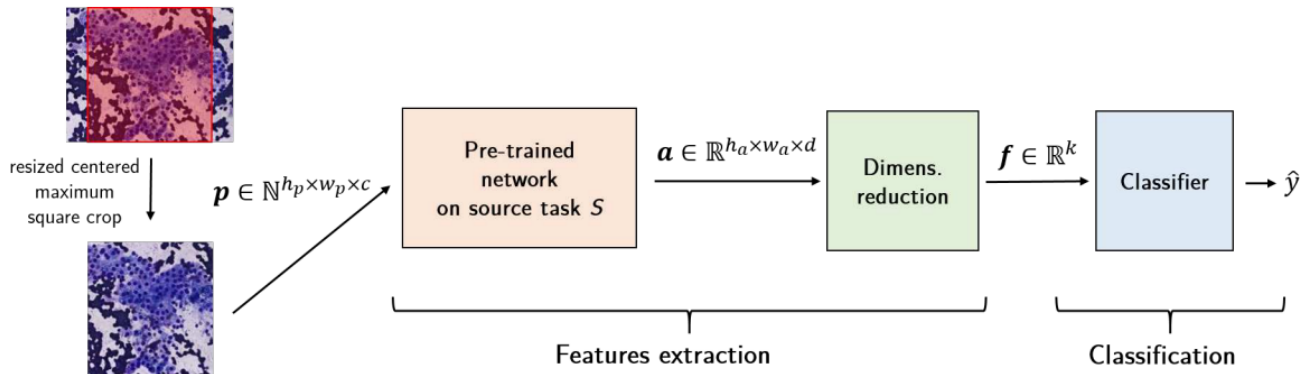 resized centered
maximum
square crop
𝒑 ∈ ℕ^{h_p×w_p×c}
Pre-trained
network
on source task S
𝒂 ∈ ℝ^{h_a×w_a×d}
Dimens.
reduction
𝒇 ∈ ℝ^k
Classifier
ŷ
Features extraction
Classification